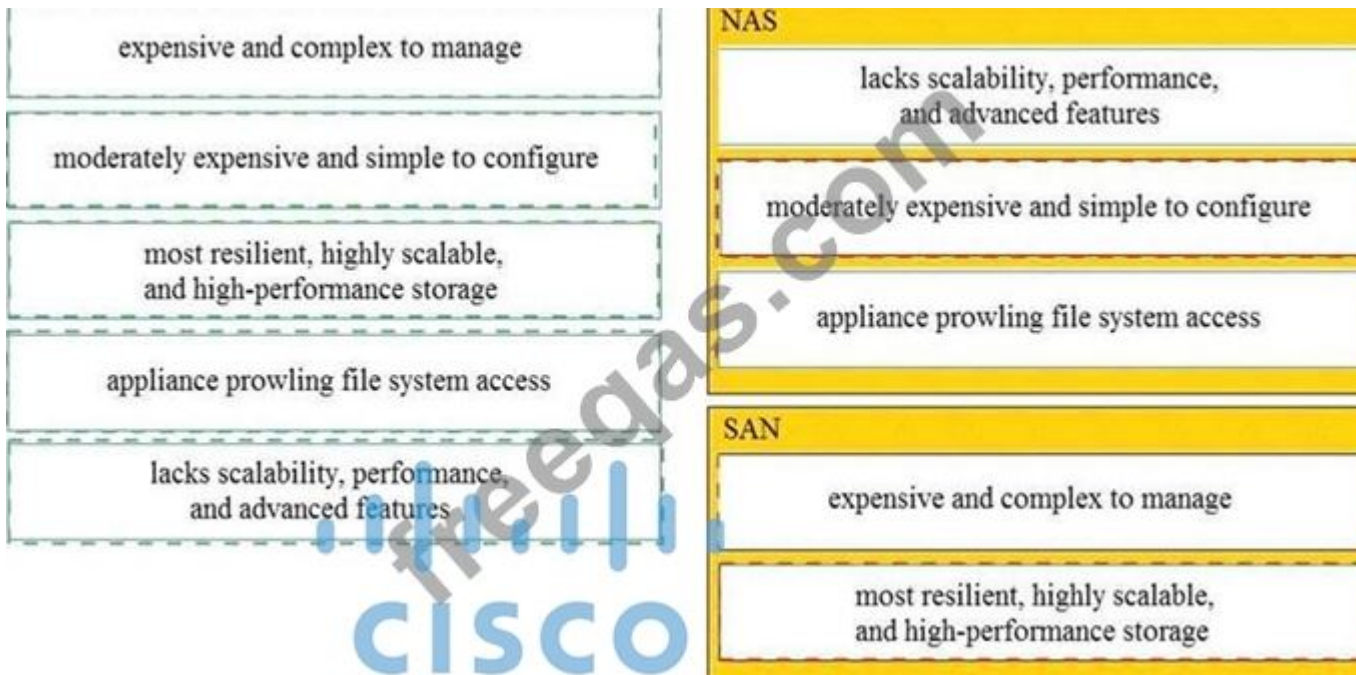 expensive and complex to manage
moderately expensive and simple to configure
most resilient, highly scalable,
and high-performance storage
appliance prowling file system access
lacks scalability, performance,
and advanced features
NAS
lacks scalability, performance,
and advanced features
moderately expensive and simple to configure
appliance prowling file system access
SAN
expensive and complex to manage
most resilient, highly scalable,
and high-performance storage
freeqas.com
CISCO